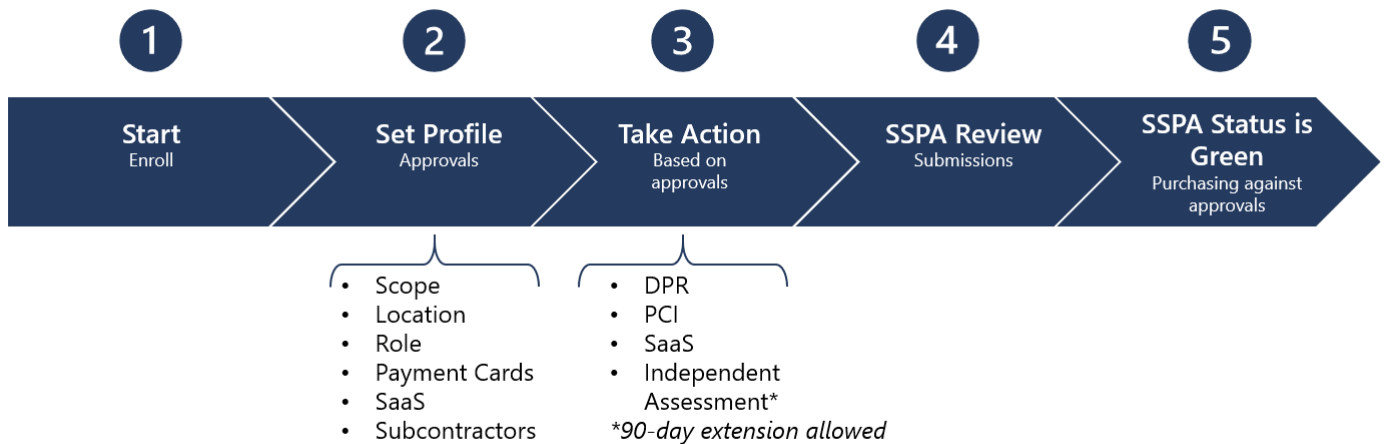 1
2
3
4
5
Start
Enroll
Set Profile
Approvals
Take Action
Based on
approvals
SSPA Review
Submissions
SSPA Status is
Green
Purchasing against
approvals
• Scope
• Location
• Role
• Payment Cards
• SaaS
• Subcontractors
• DPR
• PCI
• SaaS
• Independent
Assessment*
*90-day extension allowed